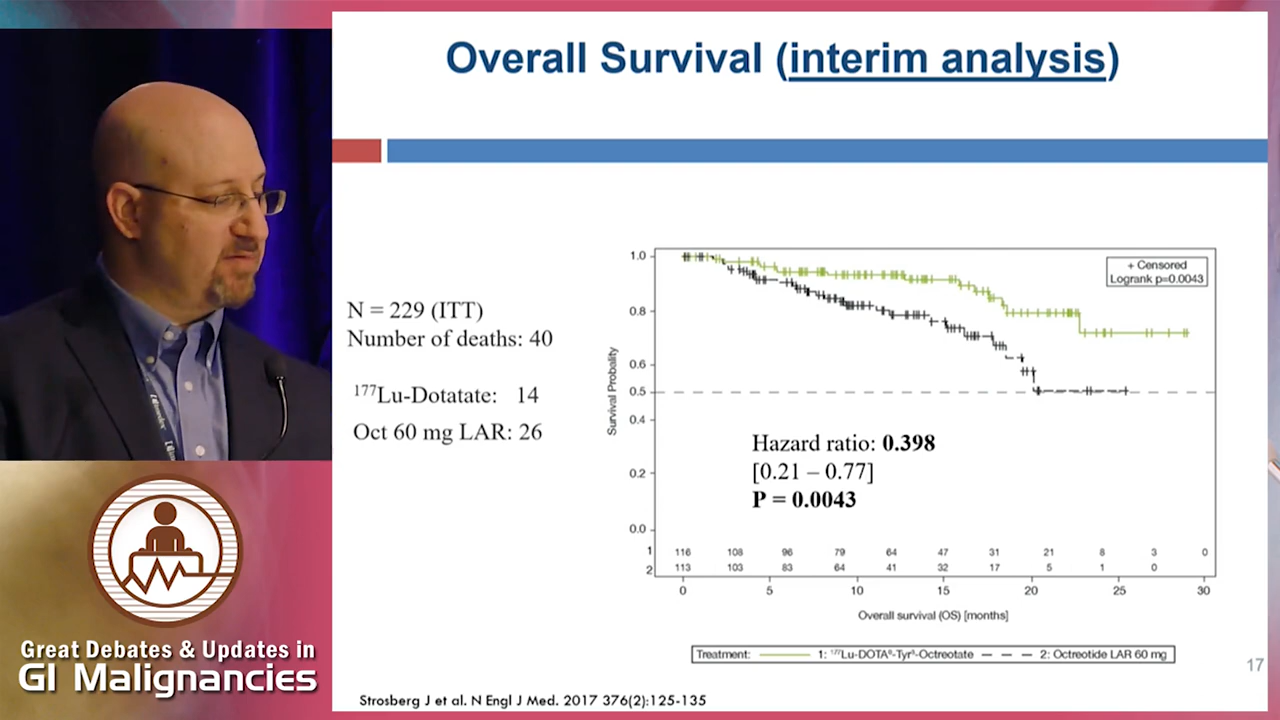 Overall Survival (interim analysis)
N = 229 (ITT)
Number of deaths: 40
¹⁷⁷Lu-Dotatate: 14
Oct 60 mg LAR: 26
Survival Probality
1.0
0.8
0.6
0.5
0.4
0.2
0.0
+ Censored
Logrank p=0.0043
Hazard ratio: 0.398
[0.21 – 0.77]
P = 0.0043
1 116 108 96 79 64 47 31 21 8 3 0
2 113 103 83 64 41 32 17 5 1 0
0 5 10 15 20 25 30
Overall survival (OS) [months]
Treatment: 1: ¹⁷⁷Lu-DOTA⁰-Tyr³-Octreotate 2: Octreotide LAR 60 mg
17
Strosberg J et al. N Engl J Med. 2017 376(2):125-135
Great Debates & Updates in
GI Malignancies